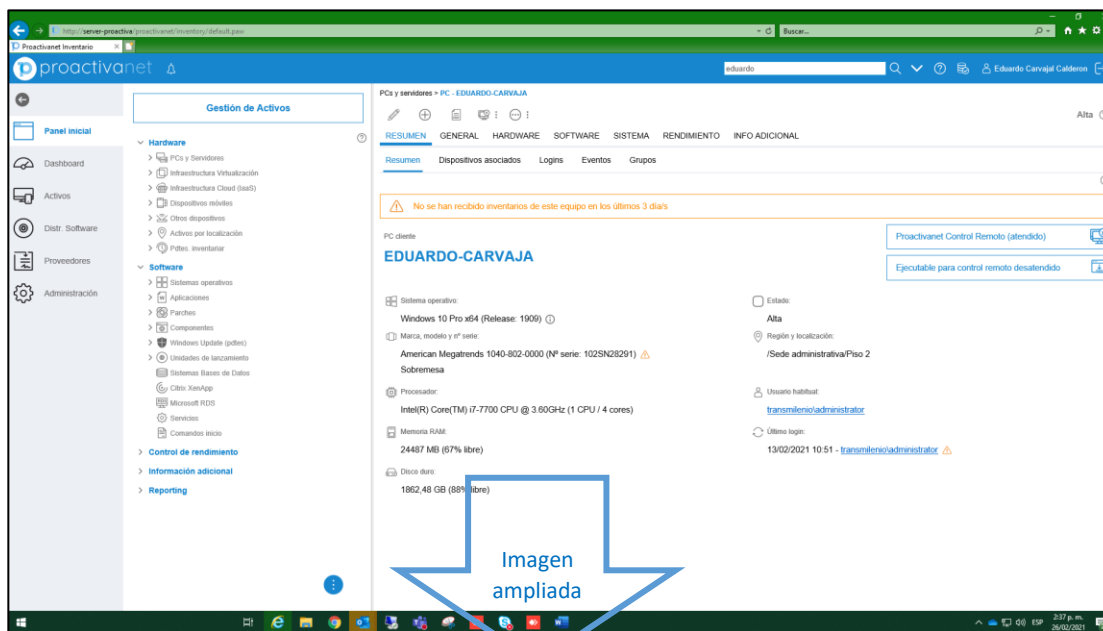 http://server-proactiva/proactivanet/inventory/default.paw
Buscar...
Proactivanet Inventario
proactivanet
eduardo
Eduardo Carvajal Calderon
Panel inicial
Dashboard
Activos
Distr. Software
Proveedores
Administración
Gestión de Activos
Hardware
PCs y Servidores
Infraestructura Virtualización
Infraestructura Cloud (IaaS)
Dispositivos móviles
Otros dispositivos
Activos por localización
Pdtes. inventariar
Software
Sistemas operativos
Aplicaciones
Parches
Componentes
Windows Update (pdtes)
Unidades de lanzamiento
Sistemas Bases de Datos
Citrix XenApp
Microsoft RDS
Servicios
Comandos inicio
Control de rendimiento
Información adicional
Reporting
PCs y servidores > PC - EDUARDO-CARVAJA
Alta
RESUMEN GENERAL HARDWARE SOFTWARE SISTEMA RENDIMIENTO INFO ADICIONAL
Resumen Dispositivos asociados Logins Eventos Grupos
No se han recibido inventarios de este equipo en los últimos 3 día/s
PC cliente
EDUARDO-CARVAJA
Proactivanet Control Remoto (atendido)
Ejecutable para control remoto desatendido
Sistema operativo:
Windows 10 Pro x64 (Release: 1909)
Estado:
Alta
Marca, modelo y nº serie:
American Megatrends 1040-802-0000 (Nº serie: 102SN28291)
Sobremesa
Región y localización:
/Sede administrativa/Piso 2
Procesador:
Intel(R) Core(TM) i7-7700 CPU @ 3.60GHz (1 CPU / 4 cores)
Usuario habitual:
transmilenio\administrator
Memoria RAM:
24487 MB (67% libre)
Último login:
13/02/2021 10:51 - transmilenio\administrator
Disco duro:
1862,48 GB (88% libre)
Imagen
ampliada
ESP
2:37 p. m.
26/02/2021